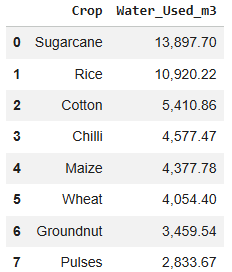 Crop Water_Used_m3
0 Sugarcane 13,897.70
1 Rice 10,920.22
2 Cotton 5,410.86
3 Chilli 4,577.47
4 Maize 4,377.78
5 Wheat 4,054.40
6 Groundnut 3,459.54
7 Pulses 2,833.67